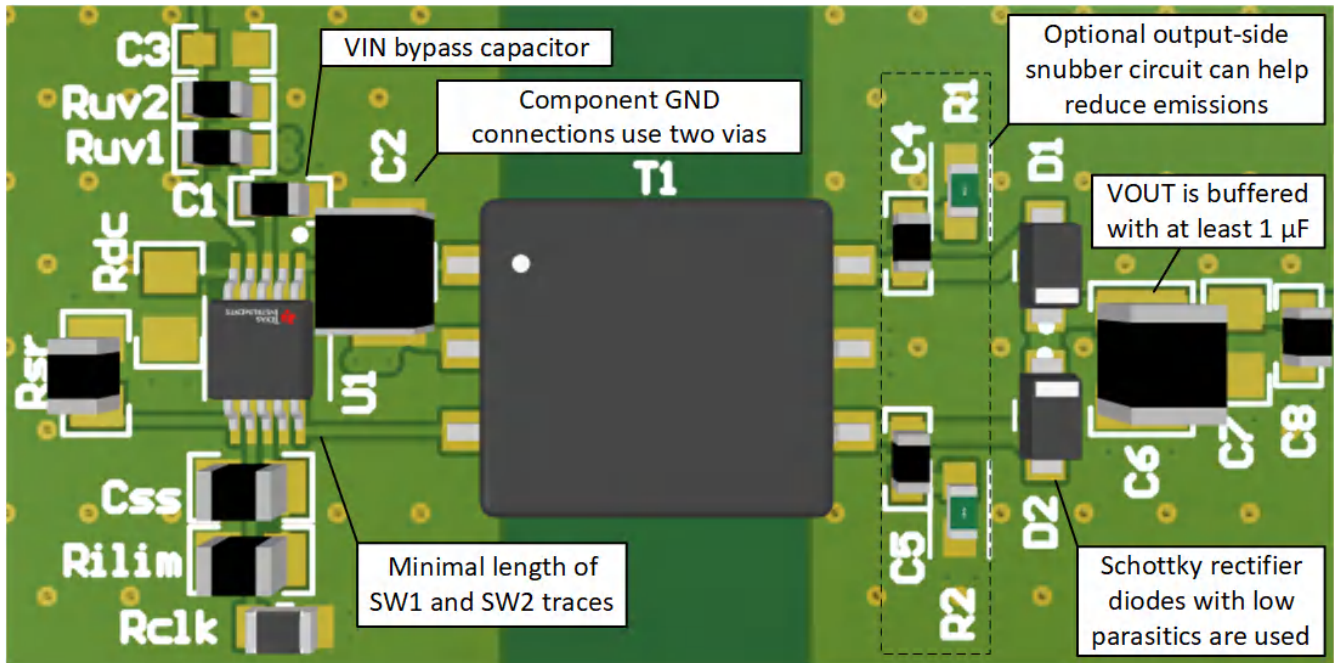 C3
Ruv2
Ruv1
C1
Rdc
Rsr
U1
Css
Rilim
Rclk
VIN bypass capacitor
Component GND
connections use two vias
C2
T1
TEXAS
INSTRUMENTS
Minimal length of
SW1 and SW2 traces
Optional output-side
snubber circuit can help
reduce emissions
R1
C4
D1
VOUT is buffered
with at least 1 µF
C5
R2
D2
C6
C7
C8
Schottky rectifier
diodes with low
parasitics are used